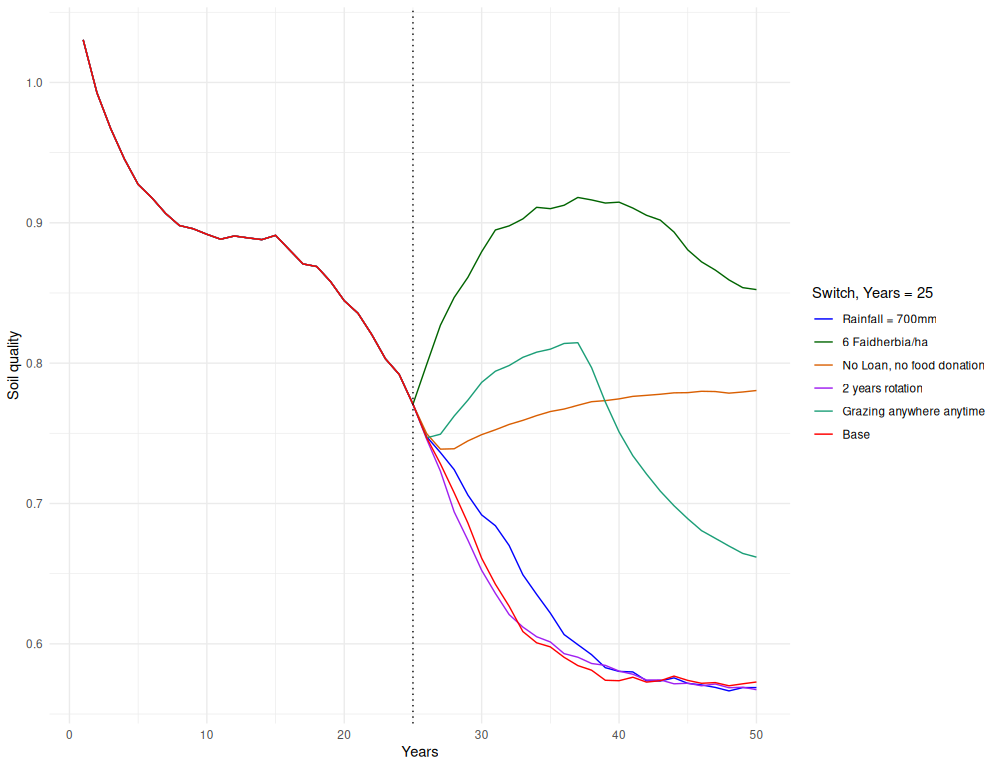 1.0
0.9
0.8
0.7
0.6
Soil quality
0 10 20 30 40 50
Years
Switch, Years = 25
Rainfall = 700mm
6 Faidherbia/ha
No Loan, no food donation
2 years rotation
Grazing anywhere anytime
Base